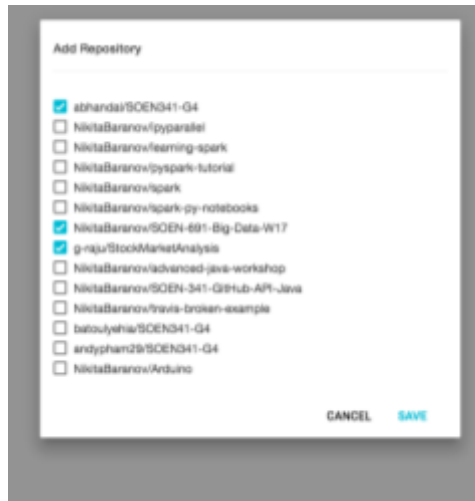 Add Repository
abhandal/SOEN341-G4
NikitaBaranov/ipyparallel
NikitaBaranov/learning-spark
NikitaBaranov/pyspark-tutorial
NikitaBaranov/spark
NikitaBaranov/spark-py-notebooks
NikitaBaranov/SOEN-691-Big-Data-W17
g-raju/StockMarketAnalysis
NikitaBaranov/advanced-java-workshop
NikitaBaranov/SOEN-341-GitHub-API-Java
NikitaBaranov/travis-broken-example
batoulyehia/SOEN341-G4
andypham29/SOEN341-G4
NikitaBaranov/Arduino
CANCEL SAVE